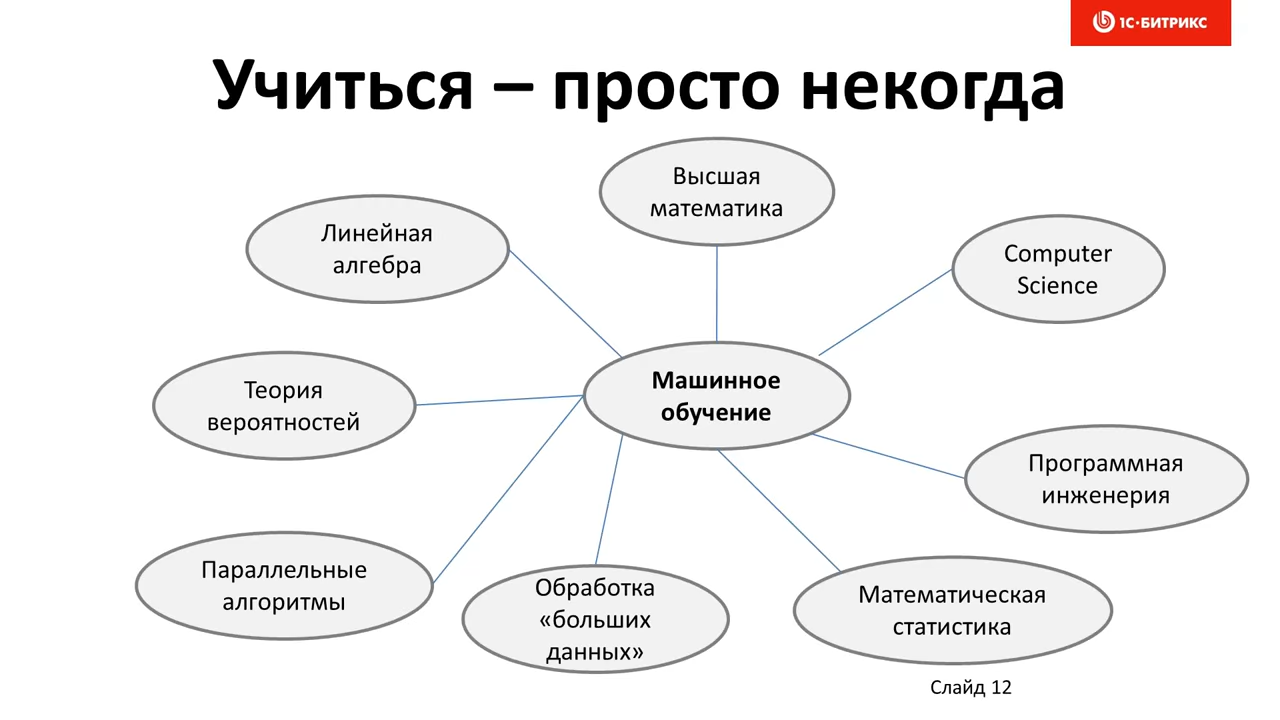 1С·БИТРИКС
Учиться – просто некогда
Высшая
математика
Линейная
алгебра
Computer
Science
Машинное
обучение
Теория
вероятностей
Программная
инженерия
Параллельные
алгоритмы
Обработка
«больших
данных»
Математическая
статистика
Слайд 12